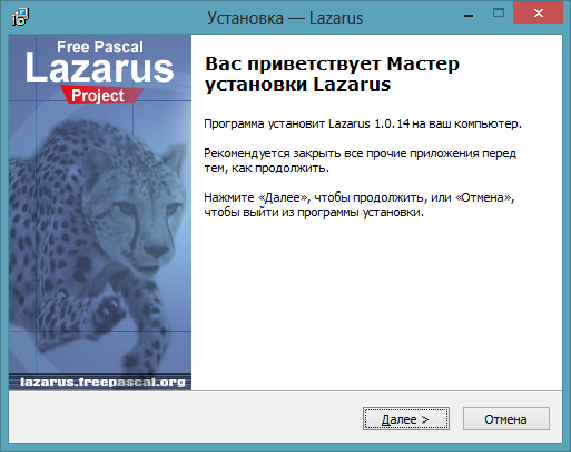 Установка — Lazarus
Free Pascal
Lazarus
Project
Вас приветствует Мастер
установки Lazarus
Программа установит Lazarus 1.0.14 на ваш компьютер.
Рекомендуется закрыть все прочие приложения перед
тем, как продолжить.
Нажмите «Далее», чтобы продолжить, или «Отмена»,
чтобы выйти из программы установки.
lazarus.freepascal.org
Далее >
Отмена